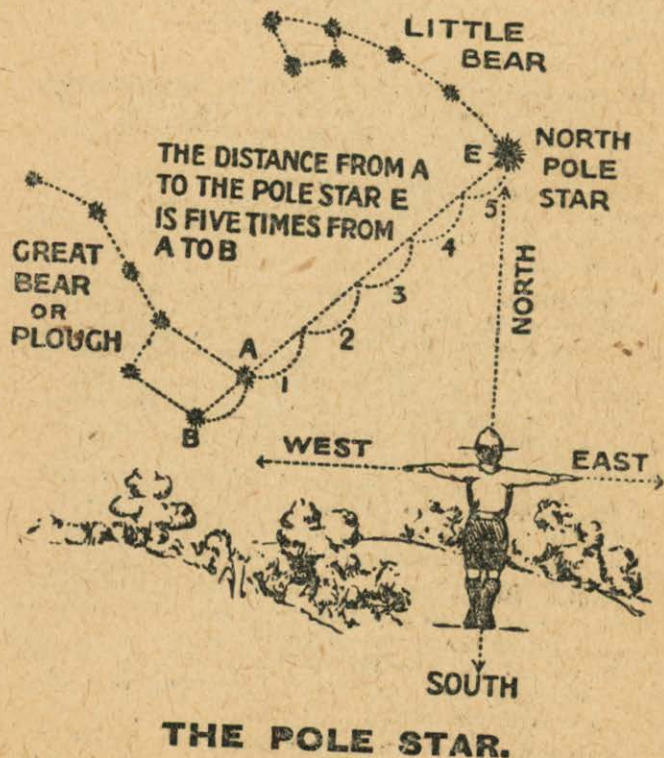 LITTLE
BEAR
E
NORTH
POLE
STAR
THE DISTANCE FROM A
TO THE POLE STAR E
IS FIVE TIMES FROM
A TO B
GREAT
BEAR
OR
PLOUGH
5
4
3
2
1
A
B
NORTH
WEST
EAST
SOUTH
THE POLE STAR.